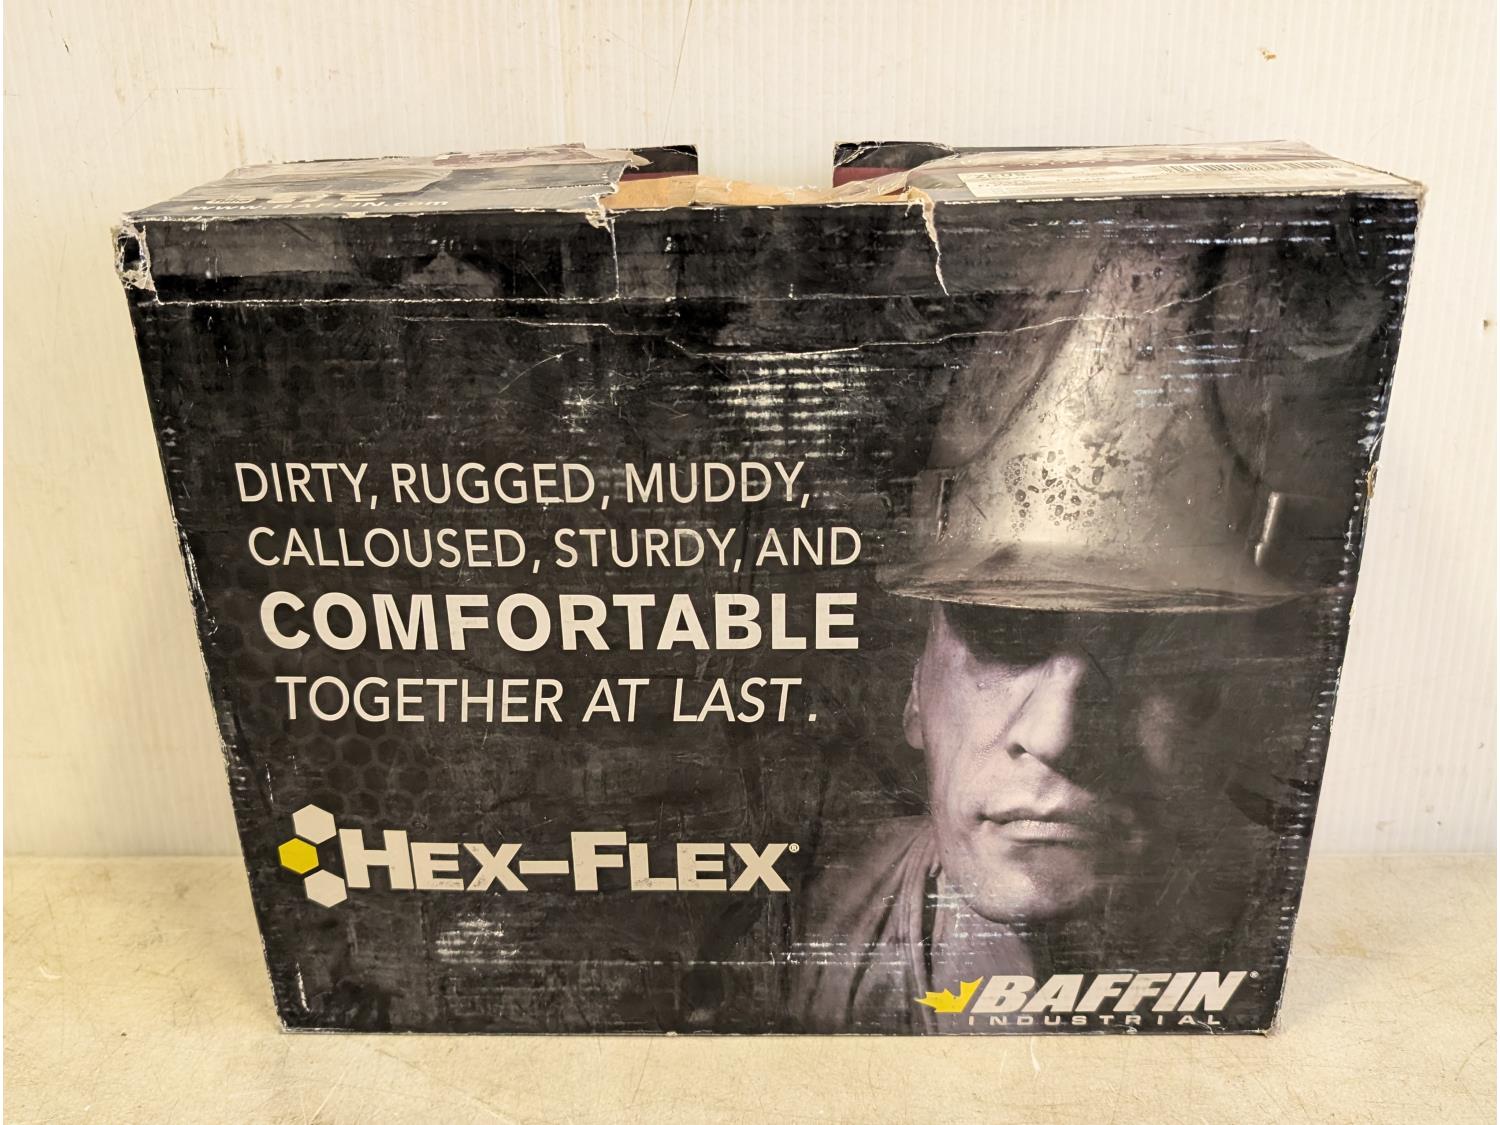 DIRTY, RUGGED, MUDDY,
CALLOUSED, STURDY, AND
COMFORTABLE
TOGETHER AT LAST.
HEX-FLEX®
BAFFIN®
INDUSTRIAL